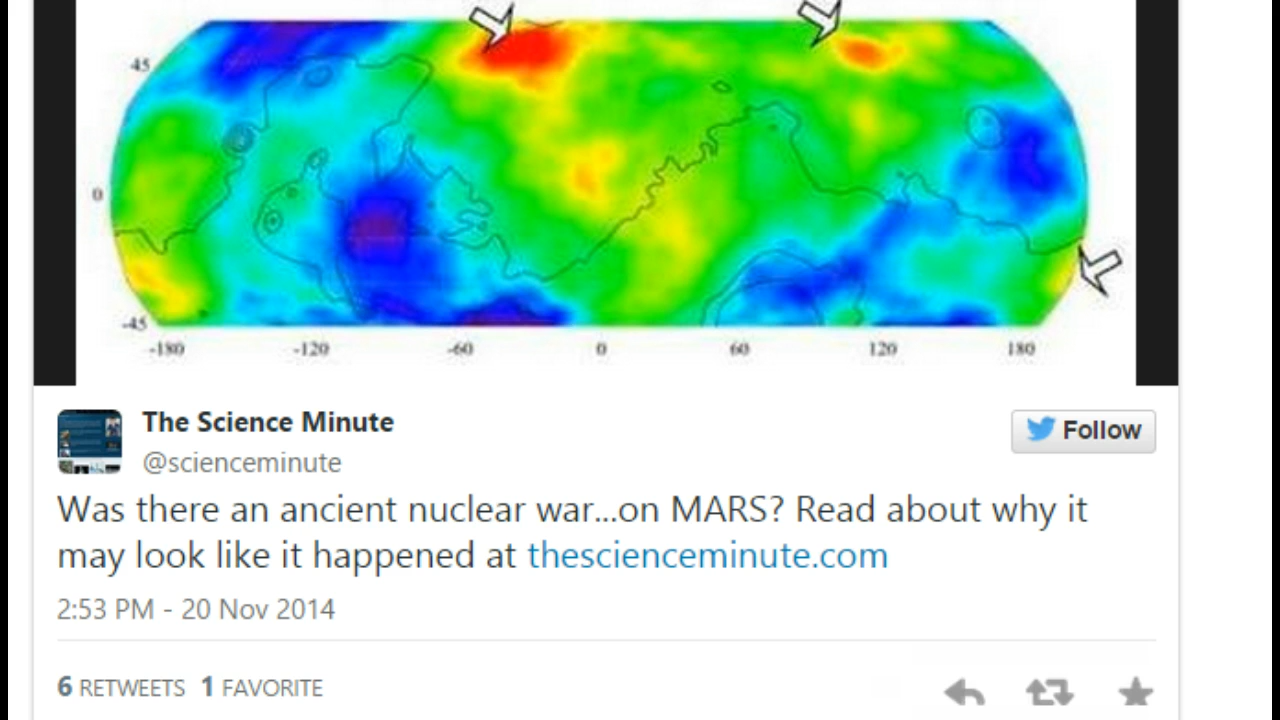 45
0
-45
-180 -120 -60 0 60 120 180
The Science Minute
Follow
@scienceminute
Was there an ancient nuclear war...on MARS? Read about why it
may look like it happened at thescienceminute.com
2:53 PM - 20 Nov 2014
6 RETWEETS 1 FAVORITE